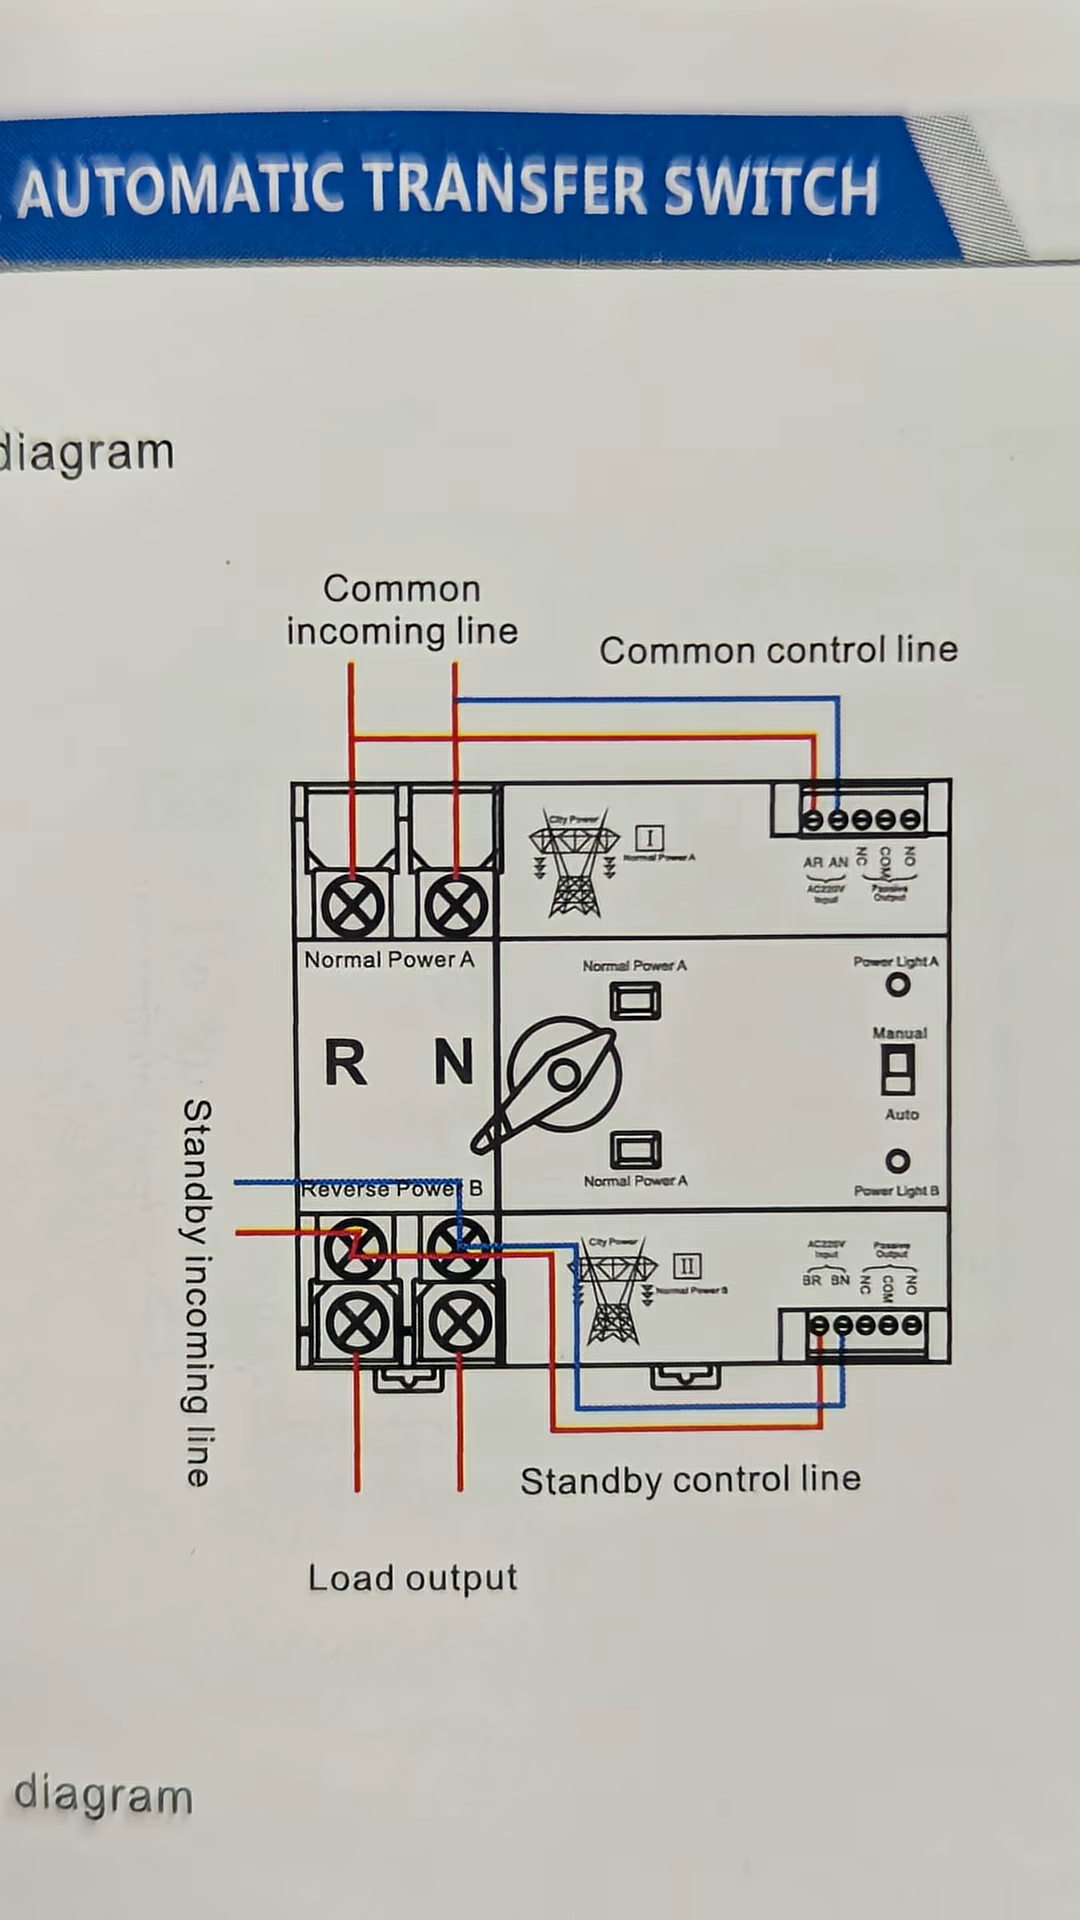 AUTOMATIC TRANSFER SWITCH
diagram
Common
incoming line
Common control line
City Power
I
Normal Power A
AR AN NC COM NO
AC220V
Input
Passive
Output
Normal Power A
Normal Power A
Power Light A
R N
Manual
Auto
Standby incoming line
Reverse Power B
Normal Power A
Power Light B
City Power
II
Normal Power B
AC220V
Input
Passive
Output
BR BN NC COM NO
Standby control line
Load output
diagram